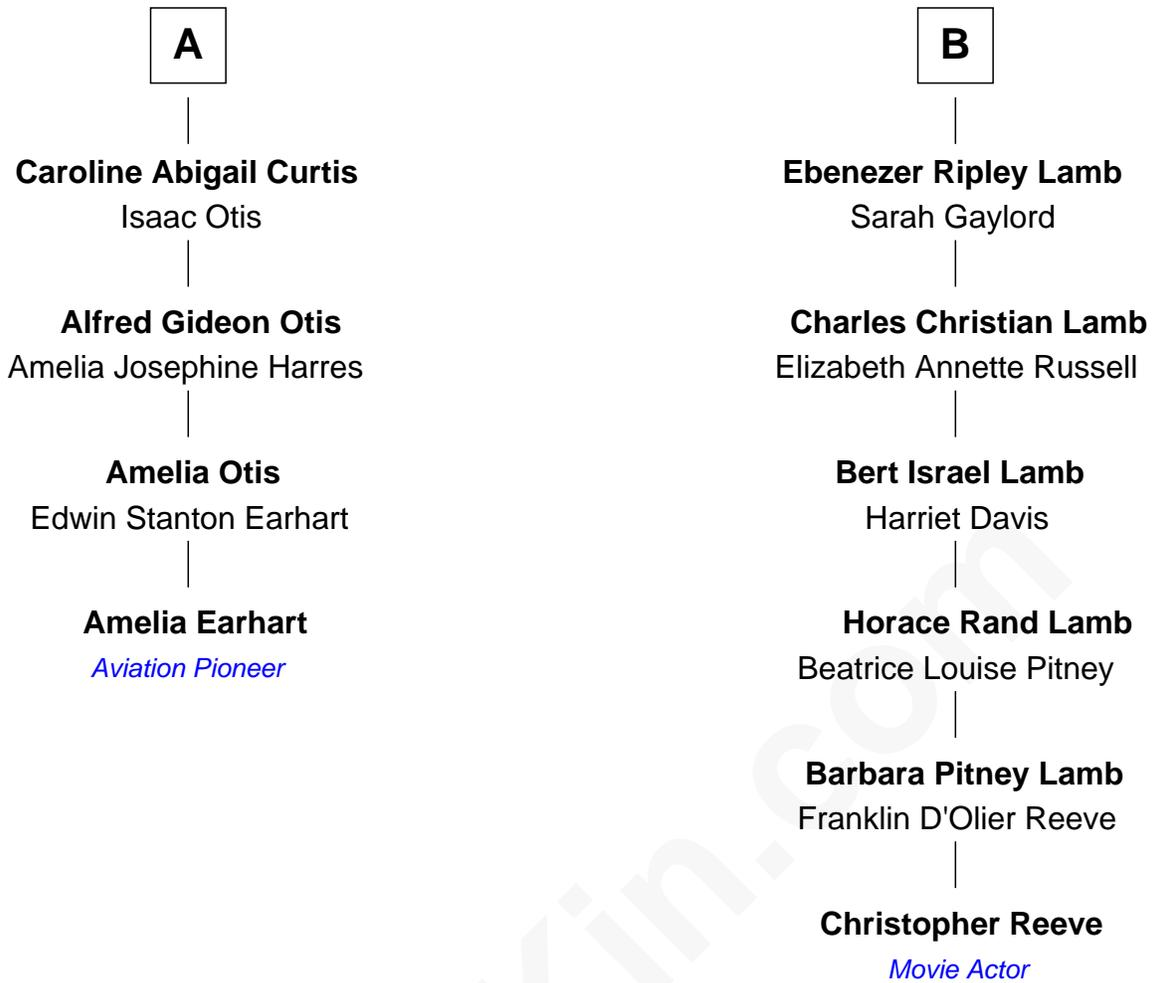 A
Caroline Abigail Curtis
Isaac Otis
Alfred Gideon Otis
Amelia Josephine Harres
Amelia Otis
Edwin Stanton Earhart
Amelia Earhart
Aviation Pioneer
B
Ebenezer Ripley Lamb
Sarah Gaylord
Charles Christian Lamb
Elizabeth Annette Russell
Bert Israel Lamb
Harriet Davis
Horace Rand Lamb
Beatrice Louise Pitney
Barbara Pitney Lamb
Franklin D'Olier Reeve
Christopher Reeve
Movie Actor
Kin.com